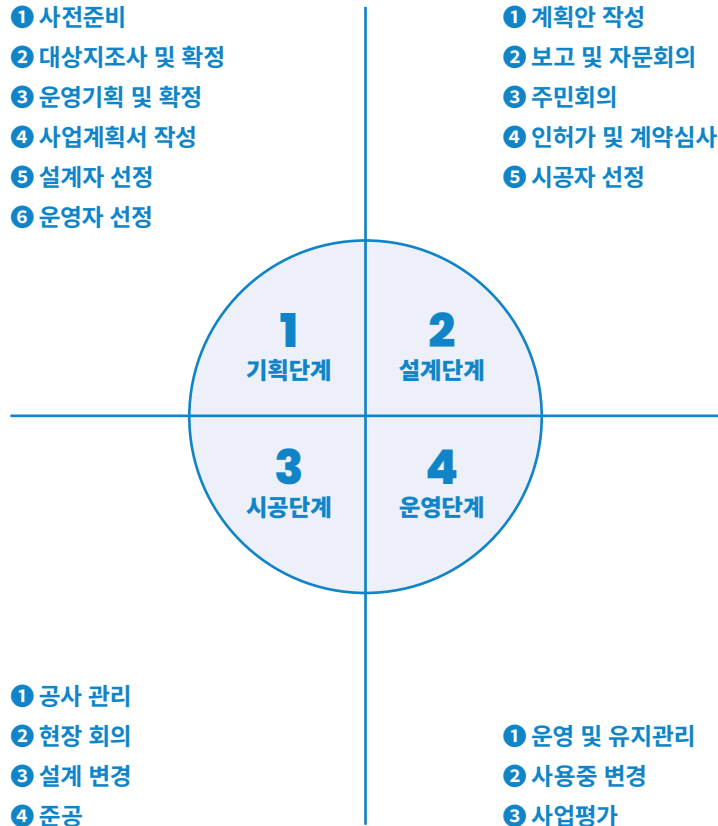 ❶ 사전준비
❷ 대상지조사 및 확정
❸ 운영기획 및 확정
❹ 사업계획서 작성
❺ 설계자 선정
❻ 운영자 선정
❶ 계획안 작성
❷ 보고 및 자문회의
❸ 주민회의
❹ 인허가 및 계약심사
❺ 시공자 선정
1
기획단계
2
설계단계
3
시공단계
4
운영단계
❶ 공사 관리
❷ 현장 회의
❸ 설계 변경
❹ 준공
❶ 운영 및 유지관리
❷ 사용중 변경
❸ 사업평가